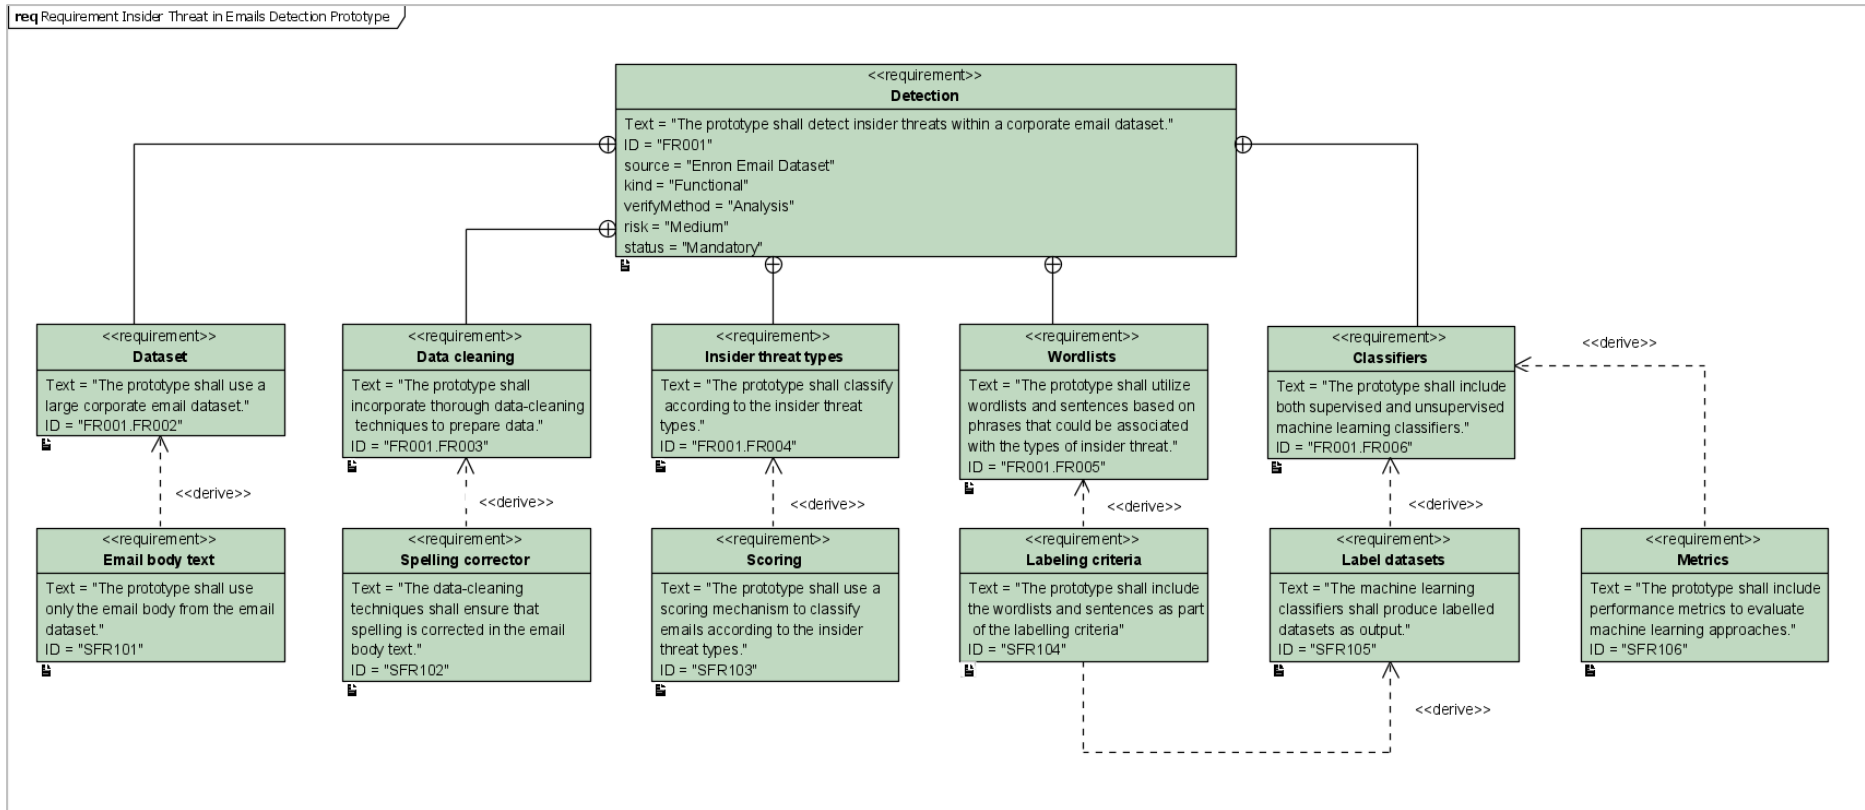 req Requirement Insider Threat in Emails Detection Prototype
<<requirement>>
Detection
Text = "The prototype shall detect insider threats within a corporate email dataset."
ID = "FR001"
source = "Enron Email Dataset"
kind = "Functional"
verifyMethod = "Analysis"
risk = "Medium"
status = "Mandatory"
<<requirement>>
Dataset
Text = "The prototype shall use a
large corporate email dataset."
ID = "FR001.FR002"
<<requirement>>
Data cleaning
Text = "The prototype shall
incorporate thorough data-cleaning
techniques to prepare data."
ID = "FR001.FR003"
<<requirement>>
Insider threat types
Text = "The prototype shall classify
according to the insider threat
types."
ID = "FR001.FR004"
<<requirement>>
Wordlists
Text = "The prototype shall utilize
wordlists and sentences based on
phrases that could be associated
with the types of insider threat."
ID = "FR001.FR005"
<<requirement>>
Classifiers
Text = "The prototype shall include
both supervised and unsupervised
machine learning classifiers."
ID = "FR001.FR006"
<<derive>>
<<derive>>
<<derive>>
<<derive>>
<<derive>>
<<derive>>
<<requirement>>
Email body text
Text = "The prototype shall use
only the email body from the email
dataset."
ID = "SFR101"
<<requirement>>
Spelling corrector
Text = "The data-cleaning
techniques shall ensure that
spelling is corrected in the email
body text."
ID = "SFR102"
<<requirement>>
Scoring
Text = "The prototype shall use a
scoring mechanism to classify
emails according to the insider
threat types."
ID = "SFR103"
<<requirement>>
Labeling criteria
Text = "The prototype shall include
the wordlists and sentences as part
of the labelling criteria"
ID = "SFR104"
<<requirement>>
Label datasets
Text = "The machine learning
classifiers shall produce labelled
datasets as output."
ID = "SFR105"
<<requirement>>
Metrics
Text = "The prototype shall include
performance metrics to evaluate
machine learning approaches."
ID = "SFR106"
<<derive>>